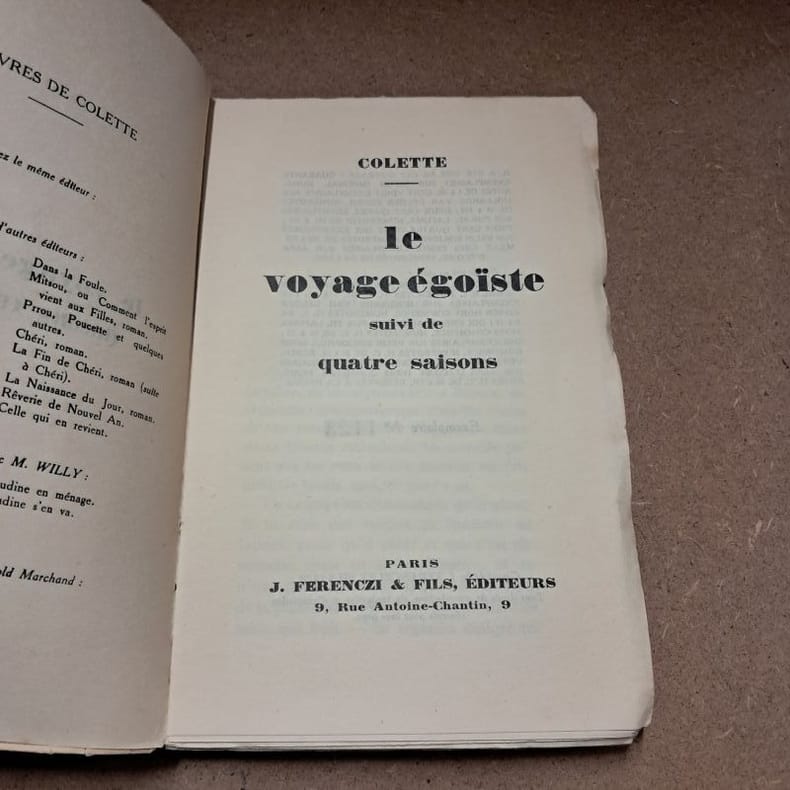 VRES DE COLETTE
ez le même éditeur :
d'autres éditeurs :
Dans la Foule.
Mitsou, ou Comment l'esprit
vient aux Filles, roman.
Prrou, Poucette et quelques
autres.
Chéri, roman.
La Fin de Chéri, roman (suite
à Chéri).
La Naissance du Jour, roman.
Rêverie de Nouvel An.
Celle qui en revient.
c M. WILLY :
udine en ménage.
udine s'en va.
old Marchand :
COLETTE
le
voyage égoïste
suivi de
quatre saisons
PARIS
J. FERENCZI & FILS, ÉDITEURS
9, Rue Antoine-Chantin, 9